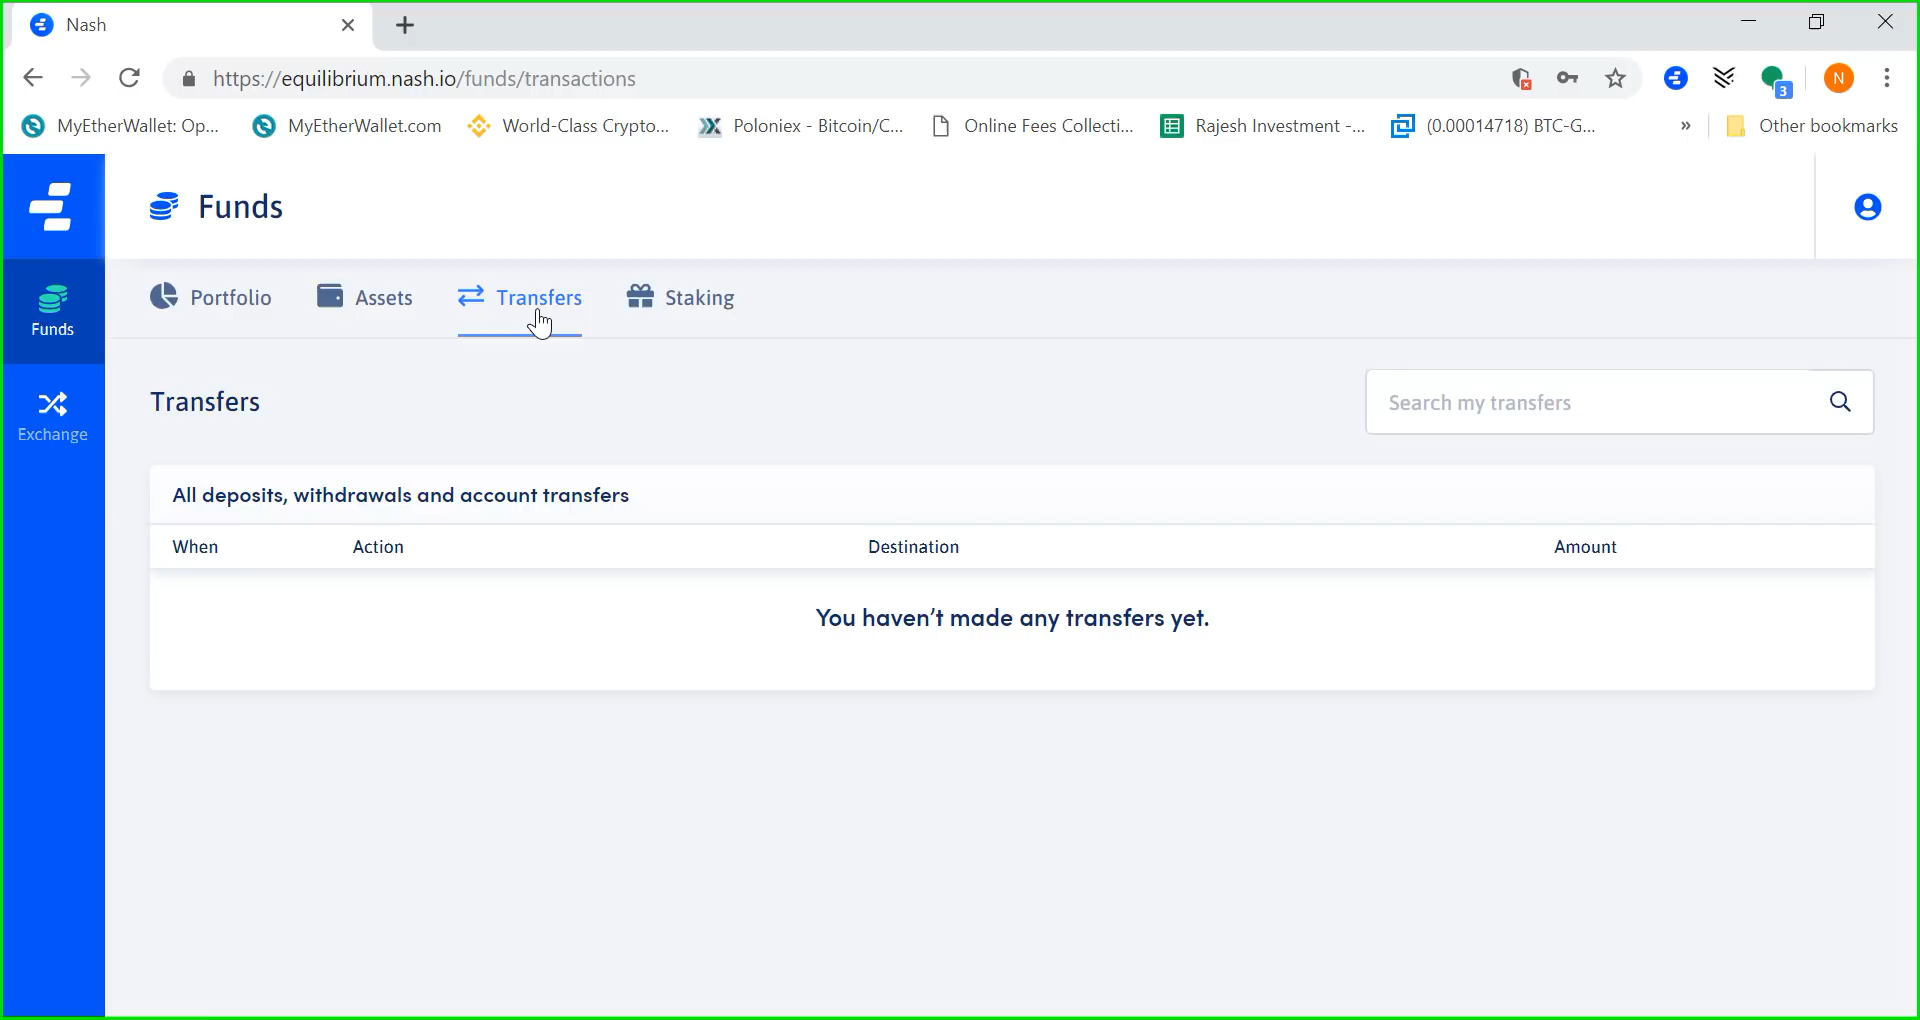 Nash
https://equilibrium.nash.io/funds/transactions
3
N
MyEtherWallet: Op...
MyEtherWallet.com
World-Class Crypto...
Poloniex - Bitcoin/C...
Online Fees Collecti...
Rajesh Investment -...
(0.00014718) BTC-G...
»
Other bookmarks
Funds
Portfolio
Assets
Transfers
Staking
Funds
Exchange
Transfers
Search my transfers
All deposits, withdrawals and account transfers
When Action Destination Amount
You haven’t made any transfers yet.